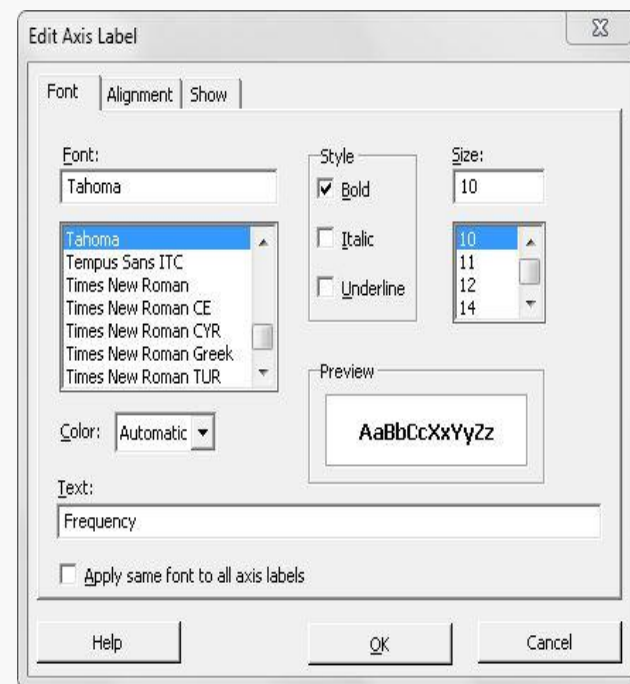 Edit Axis Label
Font Alignment Show
Font:
Tahoma
Tahoma
Tempus Sans ITC
Times New Roman
Times New Roman CE
Times New Roman CYR
Times New Roman Greek
Times New Roman TUR
Style
Bold
Italic
Underline
Size:
10
10
11
12
14
Color: Automatic
Preview
AaBbCcXxYyZz
Text:
Frequency
Apply same font to all axis labels
Help OK Cancel